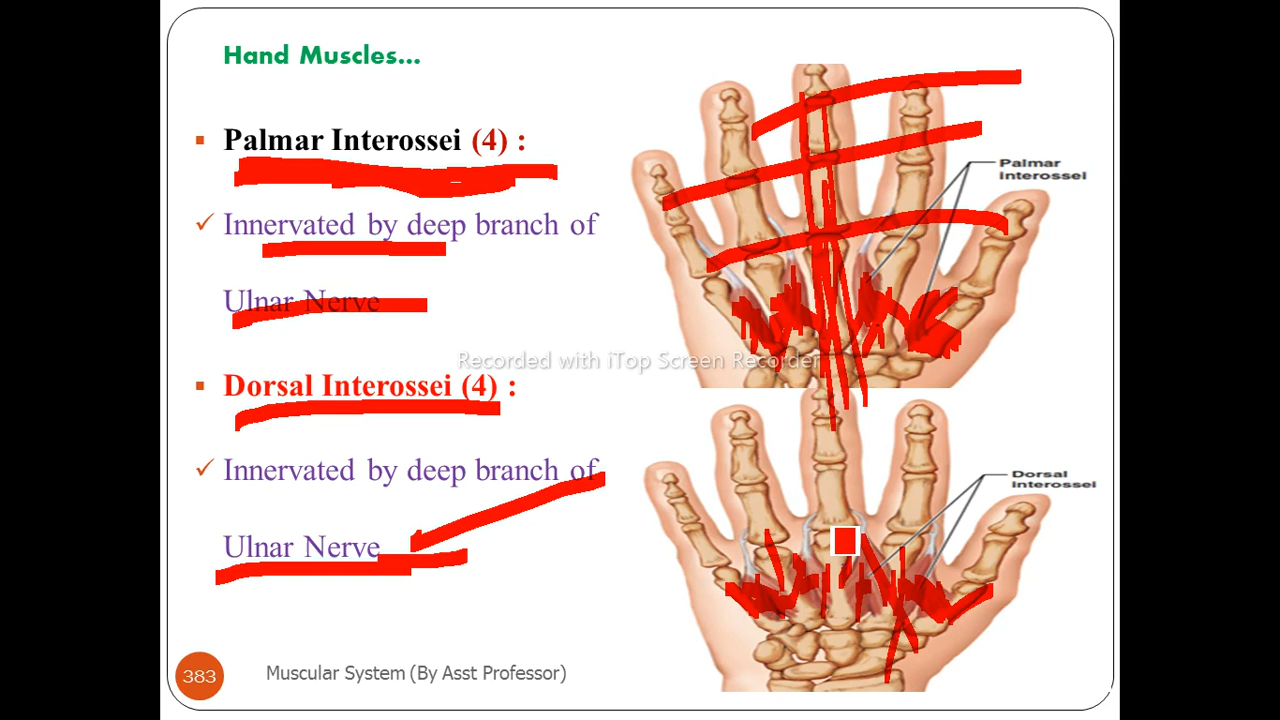 Hand Muscles...
▪ Palmar Interossei (4) :
✓ Innervated by deep branch of
Ulnar Nerve
Palmar
interossei
Recorded with iTop Screen Recorder
▪ Dorsal Interossei (4) :
✓ Innervated by deep branch of
Ulnar Nerve
Dorsal
interossei
383
Muscular System (By Asst Professor)